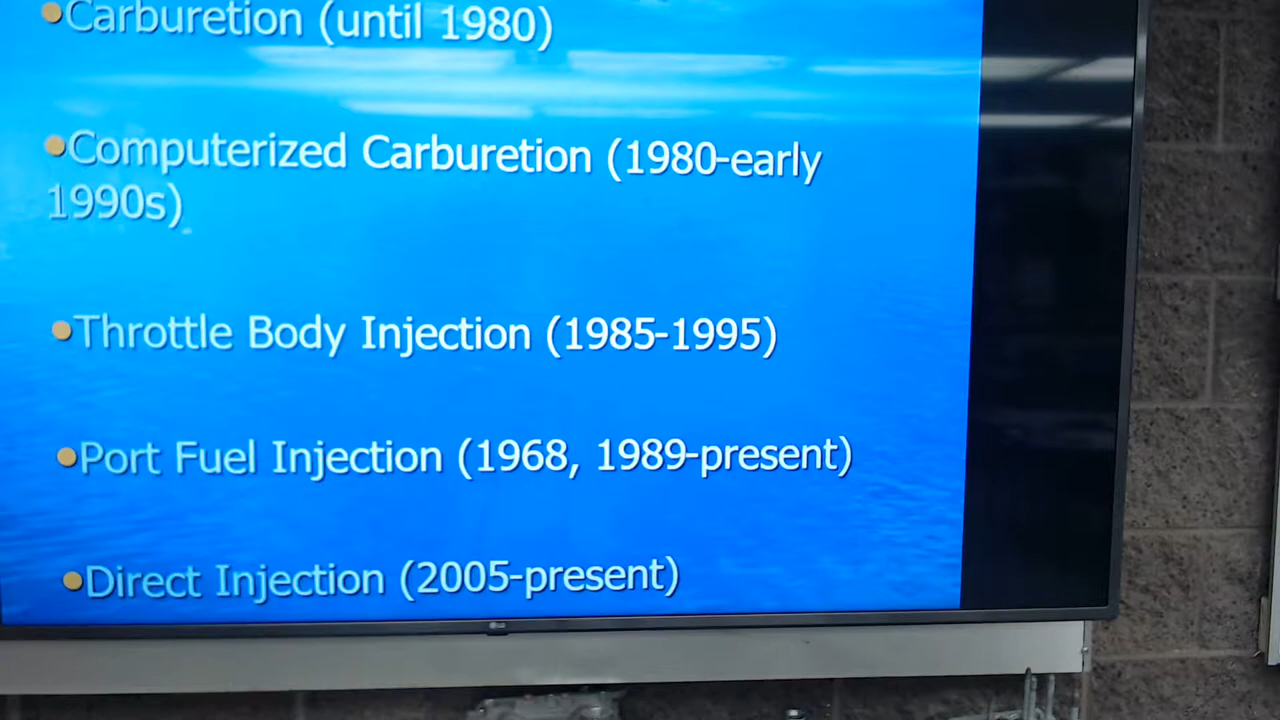 •Carburetion (until 1980)
•Computerized Carburetion (1980-early
1990s)
•Throttle Body Injection (1985-1995)
•Port Fuel Injection (1968, 1989-present)
•Direct Injection (2005-present)